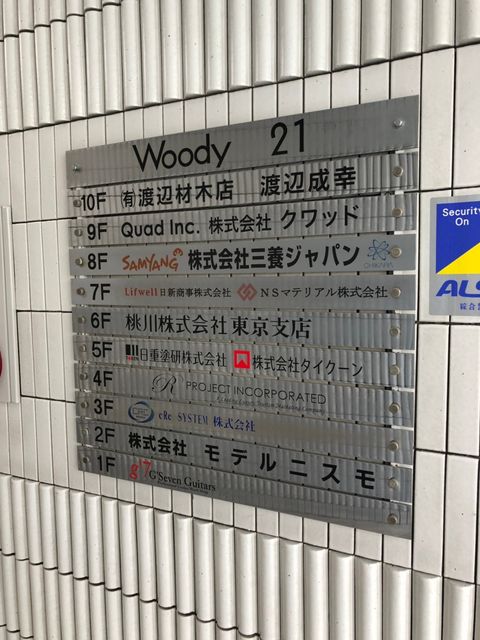 Woody 21
10F ㈲渡辺材木店 渡辺成幸
9F Quad Inc. 株式会社 クワッド
8F SAMYANG 株式会社三養ジャパン
7F Lifwell 日新商事株式会社 NSマテリアル株式会社
6F 桃川株式会社東京支店
5F 日重塗研株式会社 株式会社タイクーン
4F R PROJECT INCORPORATED
3F CRC cRc SYSTEM 株式会社
2F 株式会社 モデルニスモ
1F g'7 G'Seven Guitars
Security
On